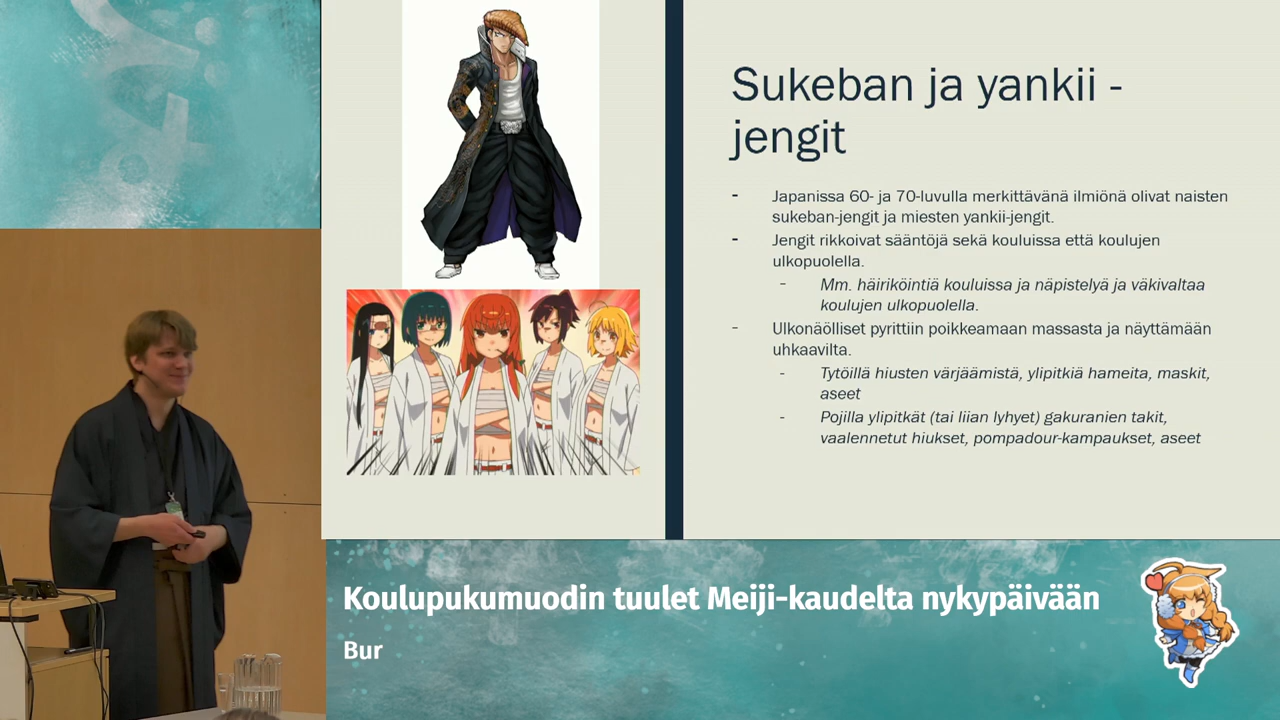 Sukeban ja yankii -
jengit
- Japanissa 60- ja 70-luvulla merkittävänä ilmiönä olivat naisten
sukeban-jengit ja miesten yankii-jengit.
- Jengit rikkoivat sääntöjä sekä kouluissa että koulujen
ulkopuolella.
- Mm. häiriköintiä kouluissa ja näpistelyä ja väkivaltaa
koulujen ulkopuolella.
- Ulkonäölliset pyrittiin poikkeamaan massasta ja näyttämään
uhkaavilta.
- Tytöillä hiusten värjäämistä, ylipitkiä hameita, maskit,
aseet
- Pojilla ylipitkät (tai liian lyhyet) gakuranien takit,
vaalennetut hiukset, pompadour-kampaukset, aseet
Koulupukumuodin tuulet Meiji-kaudelta nykypäivään
Bur